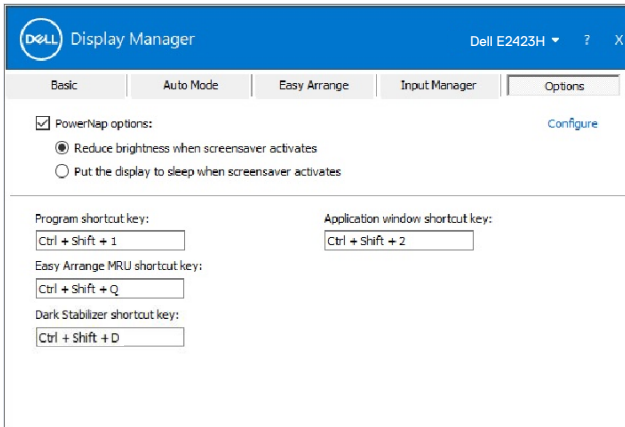 DELL Display Manager Dell E2423H ? X
Basic Auto Mode Easy Arrange Input Manager Options
PowerNap options: Configure
Reduce brightness when screensaver activates
Put the display to sleep when screensaver activates
Program shortcut key: Application window shortcut key:
Ctrl + Shift + 1 Ctrl + Shift + 2
Easy Arrange MRU shortcut key:
Ctrl + Shift + Q
Dark Stabilizer shortcut key:
Ctrl + Shift + D